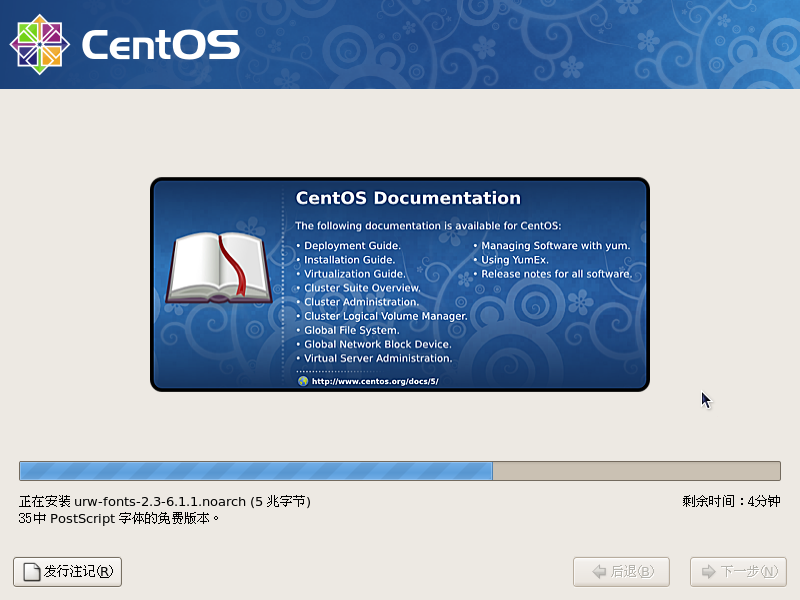 CentOS
CentOS Documentation
The following documentation is available for CentOS:
• Deployment Guide.
• Installation Guide.
• Virtualization Guide.
• Cluster Suite Overview.
• Cluster Administration.
• Cluster Logical Volume Manager.
• Global File System.
• Global Network Block Device.
• Virtual Server Administration.
• Managing Software with yum.
• Using YumEx.
• Release notes for all software.
http://www.centos.org/docs/5/
正在安装 urw-fonts-2.3-6.1.1.noarch (5 兆字节)
剩余时间：4分钟
35中 PostScript 字体的免费版本。
发行注记(R)
后退(B)
下一步(N)